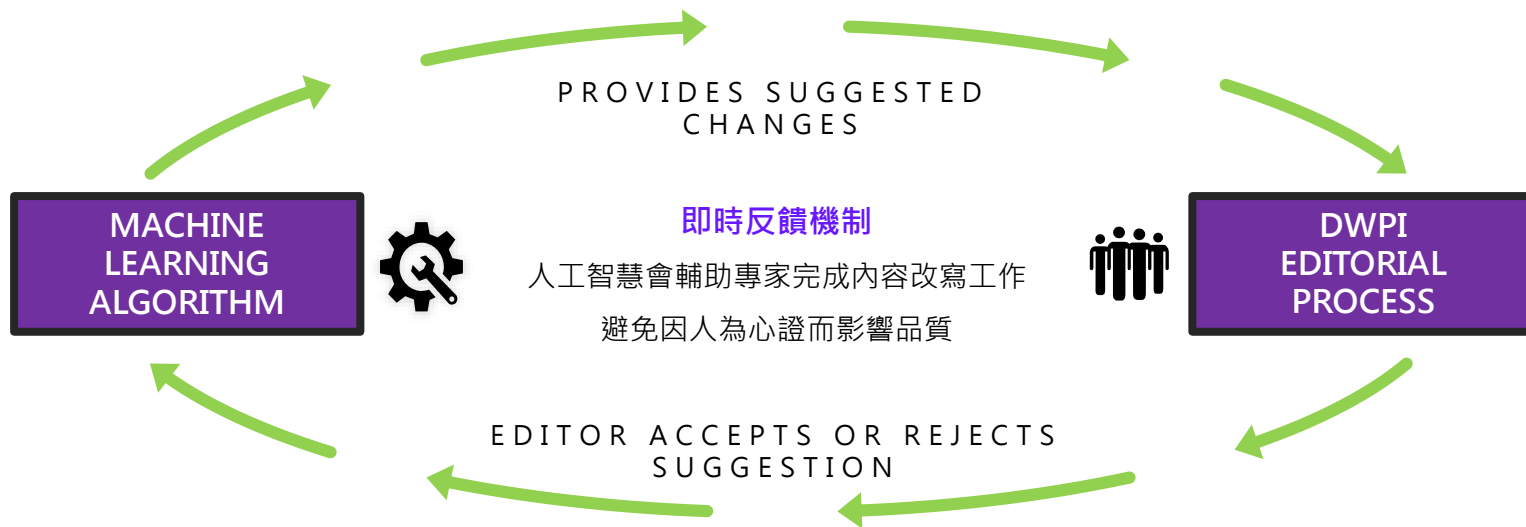 PROVIDES SUGGESTED
CHANGES
MACHINE
LEARNING
ALGORITHM
即時反饋機制
人工智慧會輔助專家完成內容改寫工作
避免因人為心證而影響品質
DWPI
EDITORIAL
PROCESS
EDITOR ACCEPTS OR REJECTS
SUGGESTION